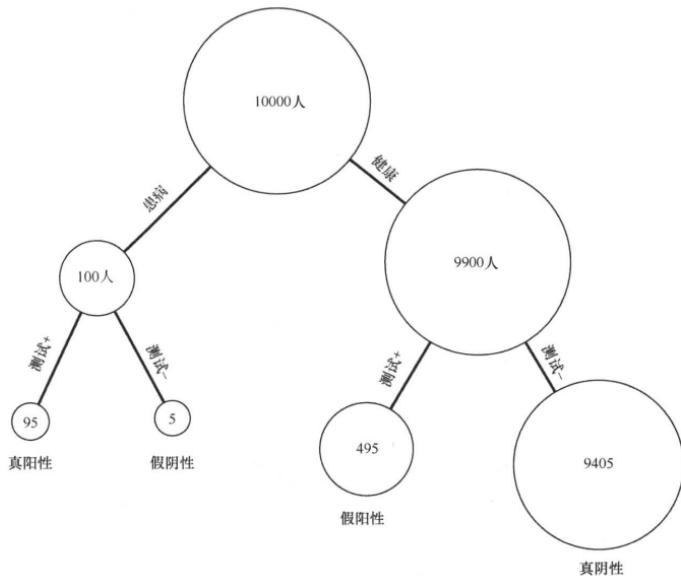 10000人
患病
健康
100人
9900人
测试+
测试−
测试+
测试−
95
5
495
9405
真阳性
假阴性
假阳性
真阴性